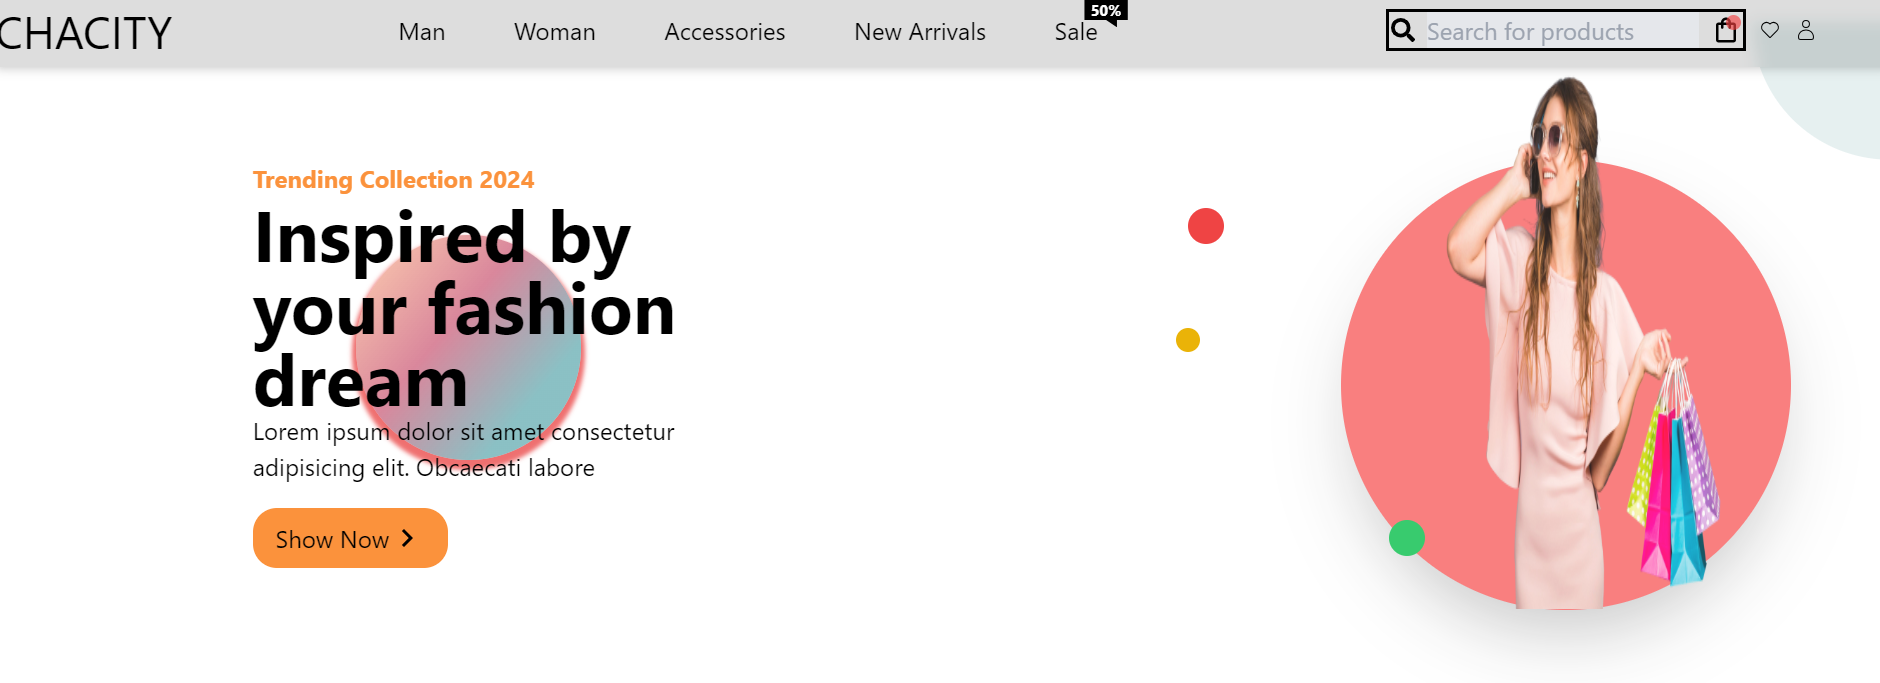 CHACITY
Man
Woman
Accessories
New Arrivals
Sale
50%
Search for products
Trending Collection 2024
Inspired by
your fashion
dream
Lorem ipsum dolor sit amet consectetur
adipisicing elit. Obcaecati labore
Show Now